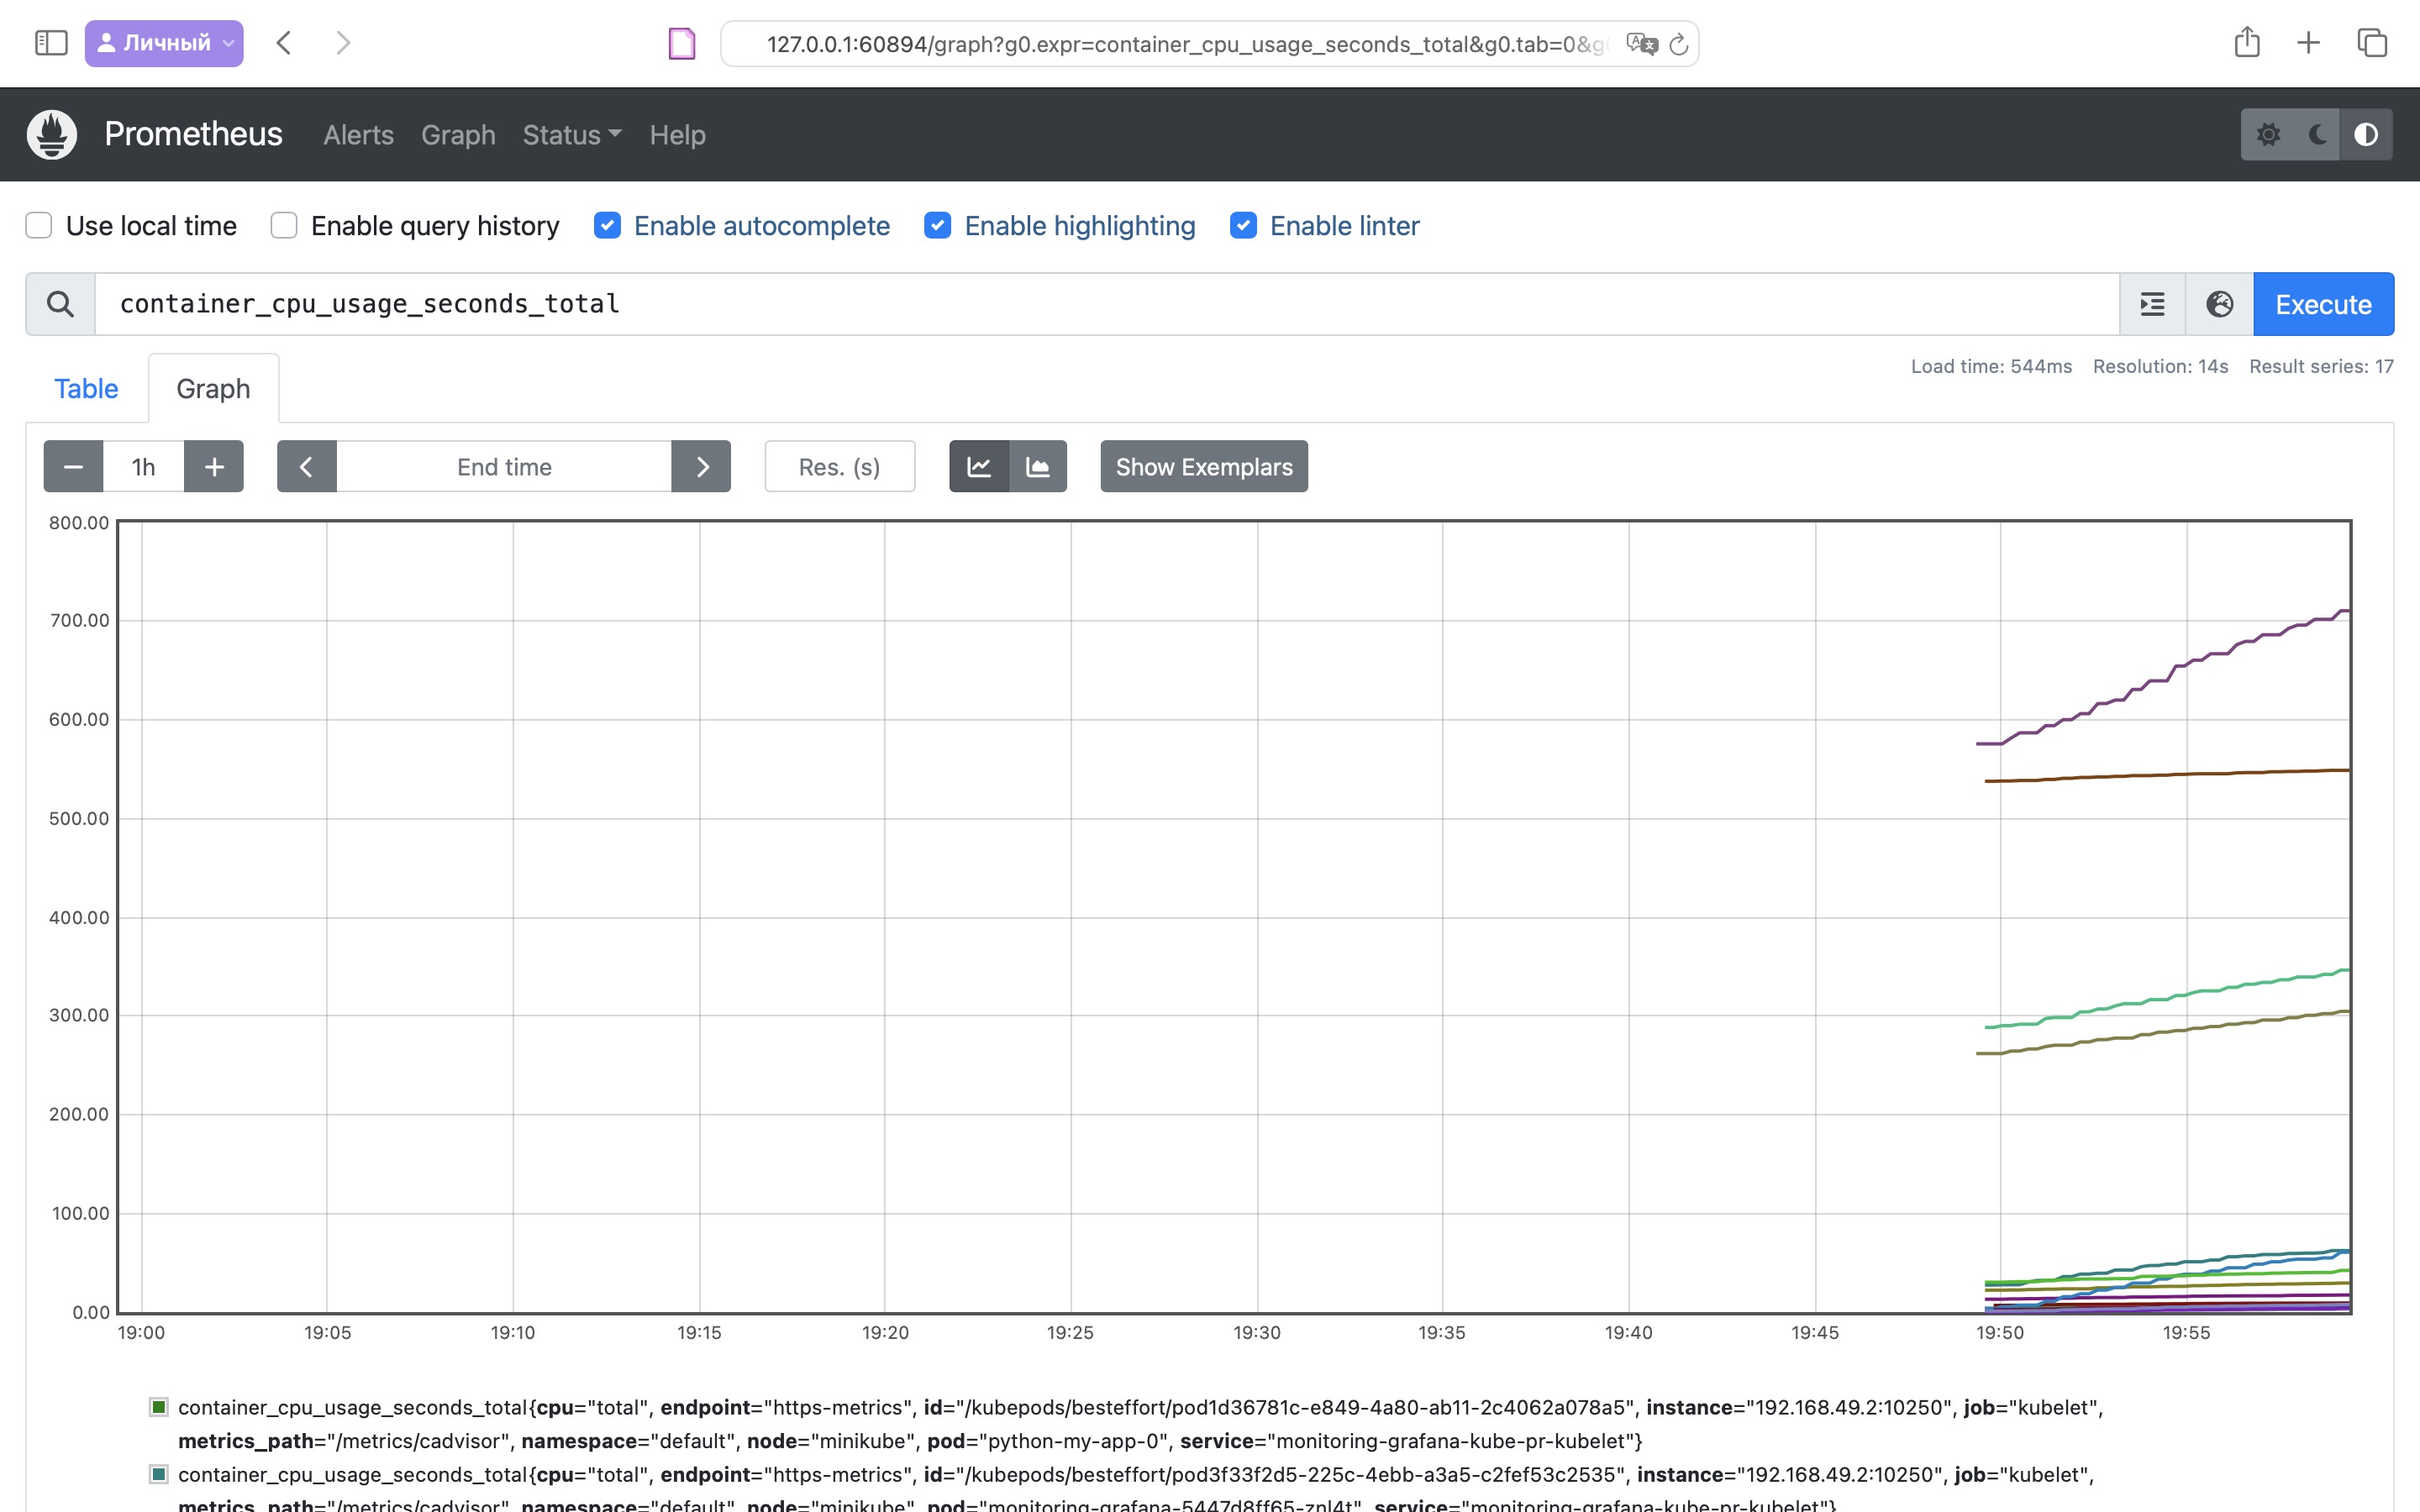 Личный
127.0.0.1:60894/graph?g0.expr=container_cpu_usage_seconds_total&g0.tab=0&g
Prometheus Alerts Graph Status Help
Use local time Enable query history Enable autocomplete Enable highlighting Enable linter
container_cpu_usage_seconds_total Execute
Load time: 544ms Resolution: 14s Result series: 17
Table Graph
− 1h + End time Res. (s) Show Exemplars
800.00
700.00
600.00
500.00
400.00
300.00
200.00
100.00
0.00
19:00 19:05 19:10 19:15 19:20 19:25 19:30 19:35 19:40 19:45 19:50 19:55
container_cpu_usage_seconds_total{cpu="total", endpoint="https-metrics", id="/kubepods/besteffort/pod1d36781c-e849-4a80-ab11-2c4062a078a5", instance="192.168.49.2:10250", job="kubelet",
metrics_path="/metrics/cadvisor", namespace="default", node="minikube", pod="python-my-app-0", service="monitoring-grafana-kube-pr-kubelet"}
container_cpu_usage_seconds_total{cpu="total", endpoint="https-metrics", id="/kubepods/besteffort/pod3f33f2d5-225c-4ebb-a3a5-c2fef53c2535", instance="192.168.49.2:10250", job="kubelet",
metrics_path="/metrics/cadvisor", namespace="default", node="minikube", pod="monitoring-grafana-5447d8ff65-znl4t", service="monitoring-grafana-kube-pr-kubelet"}